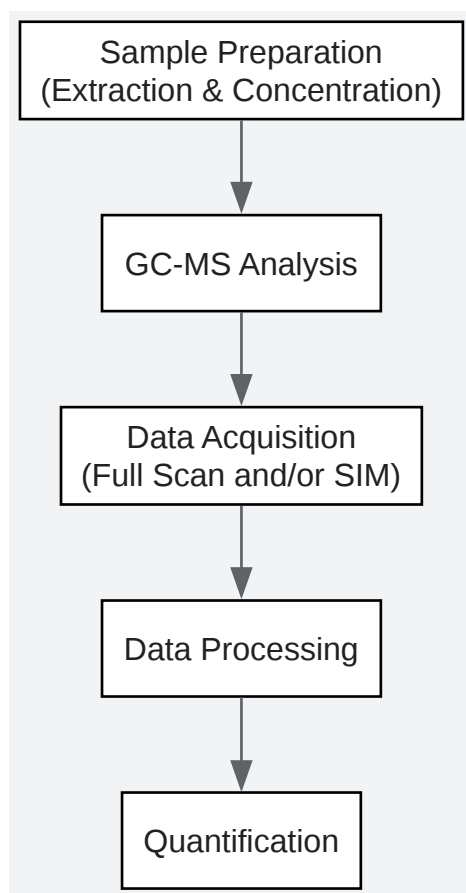 Sample Preparation
(Extraction & Concentration)
GC-MS Analysis
Data Acquisition
(Full Scan and/or SIM)
Data Processing
Quantification